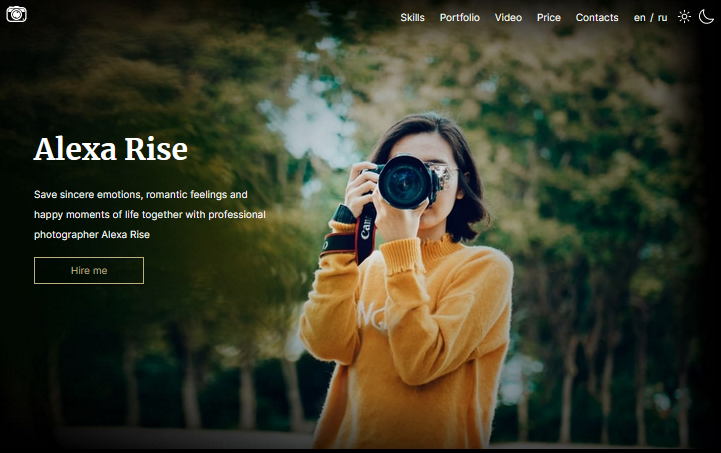 Skills Portfolio Video Price Contacts en / ru
Alexa Rise
Save sincere emotions, romantic feelings and
happy moments of life together with professional
photographer Alexa Rise
Hire me